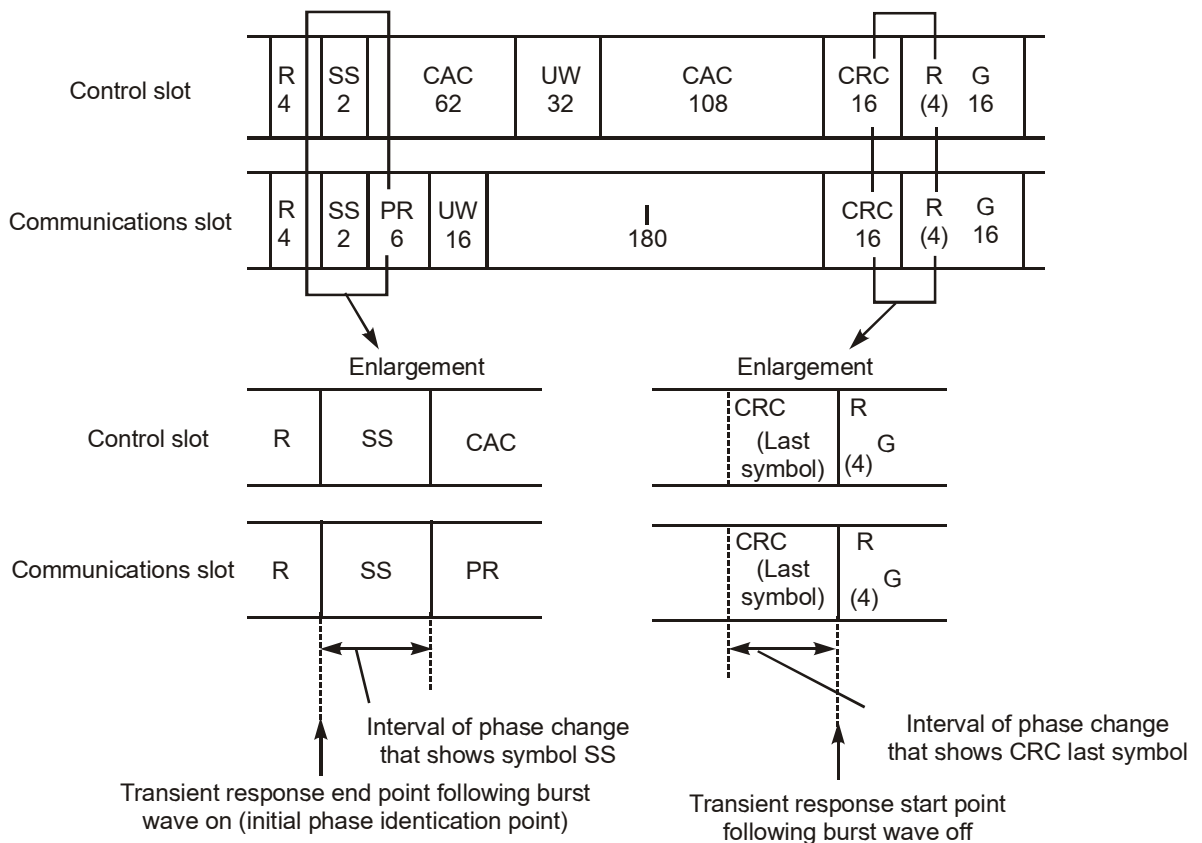 Control slot
R SS CAC UW CAC CRC R G
4 2 62 32 108 16 (4) 16
Communications slot
R SS PR UW I CRC R G
4 2 6 16 180 16 (4) 16
Enlargement
Enlargement
Control slot
R SS CAC
CRC
(Last
symbol)
R
G
(4)
Communications slot
R SS PR
CRC
(Last
symbol)
R
G
(4)
Interval of phase change
that shows symbol SS
Interval of phase change
that shows CRC last symbol
Transient response end point following burst
wave on (initial phase identication point)
Transient response start point
following burst wave off